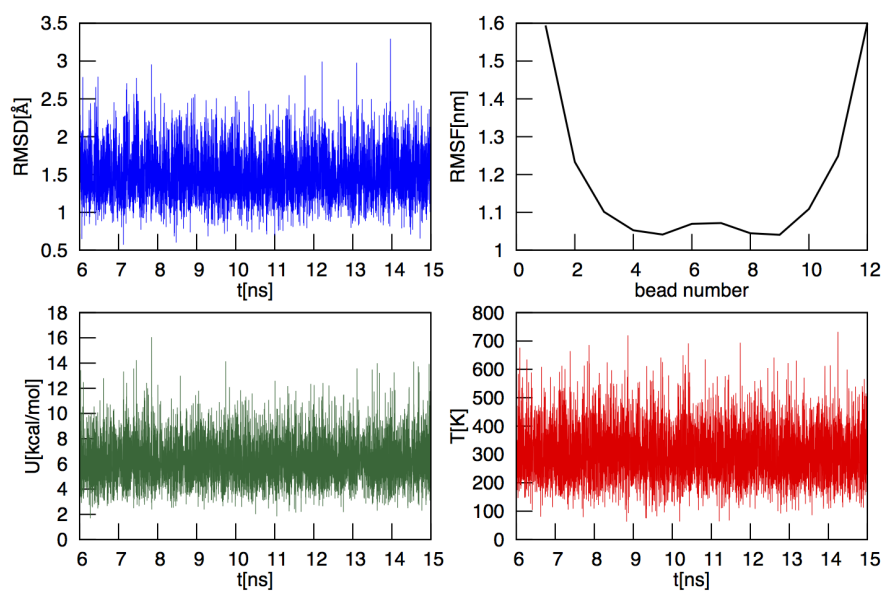 RMSD[Å]
3.5
3
2.5
2
1.5
1
0.5
6 7 8 9 10 11 12 13 14 15
t[ns]
RMSF[nm]
1.6
1.5
1.4
1.3
1.2
1.1
1
0 2 4 6 8 10 12
bead number
U[kcal/mol]
18
16
14
12
10
8
6
4
2
0
6 7 8 9 10 11 12 13 14 15
t[ns]
T[K]
800
700
600
500
400
300
200
100
0
6 7 8 9 10 11 12 13 14 15
t[ns]